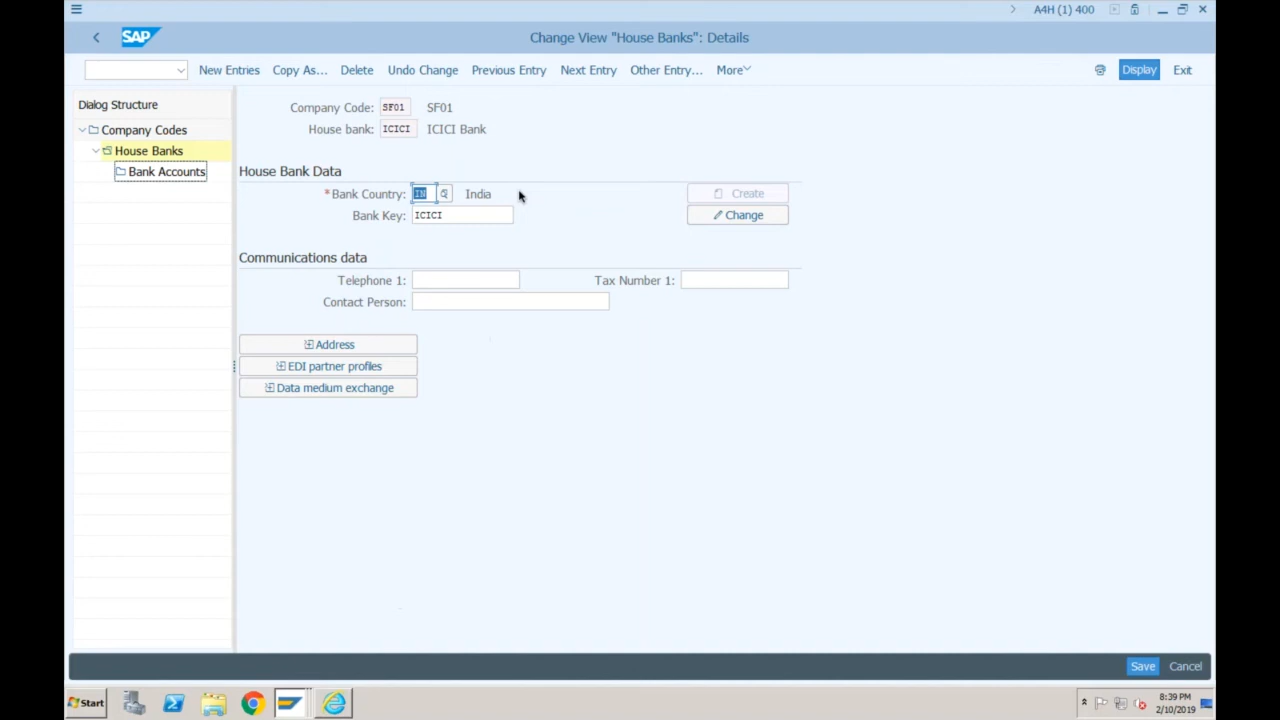 A4H (1) 400
SAP
Change View "House Banks": Details
New Entries Copy As... Delete Undo Change Previous Entry Next Entry Other Entry... More Display Exit
Dialog Structure
Company Codes
House Banks
Bank Accounts
Company Code: SF01 SF01
House bank: ICICI ICICI Bank
House Bank Data
*Bank Country: IN India Create
Bank Key: ICICI Change
Communications data
Telephone 1: Tax Number 1:
Contact Person:
Address
EDI partner profiles
Data medium exchange
Save Cancel
Start
8:39 PM
2/10/2019